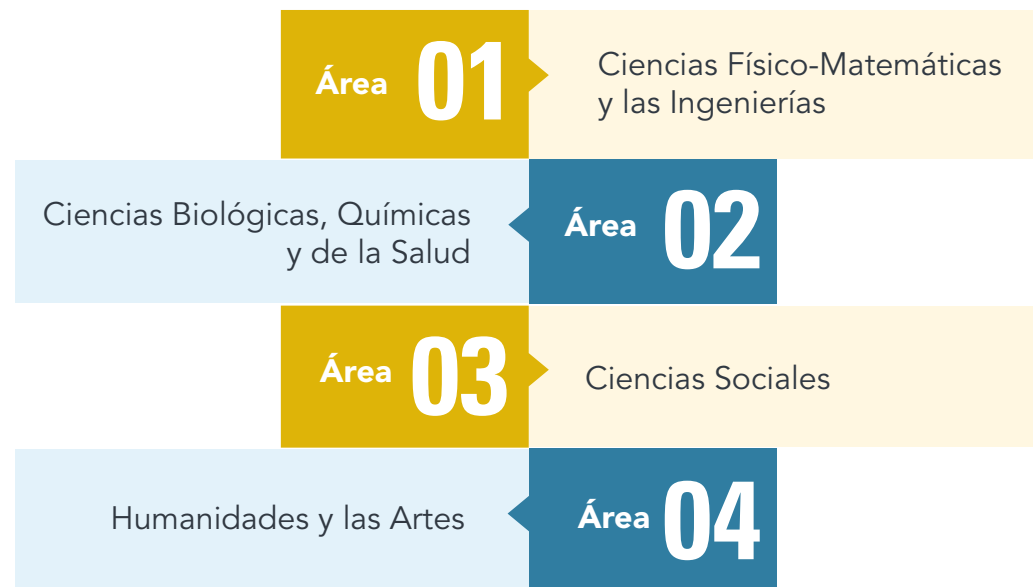 Área 01
Ciencias Físico-Matemáticas
y las Ingenierías
Ciencias Biológicas, Químicas
y de la Salud
Área 02
Área 03
Ciencias Sociales
Humanidades y las Artes
Área 04